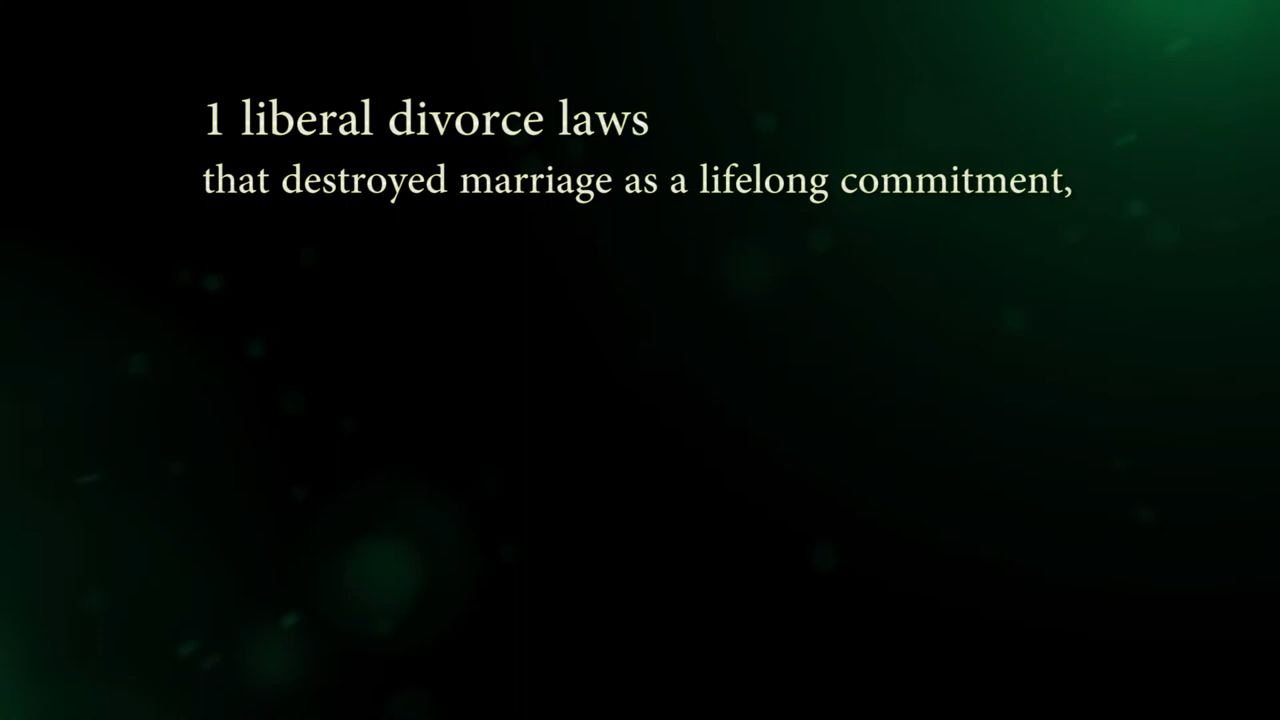 1 liberal divorce laws
that destroyed marriage as a lifelong commitment,